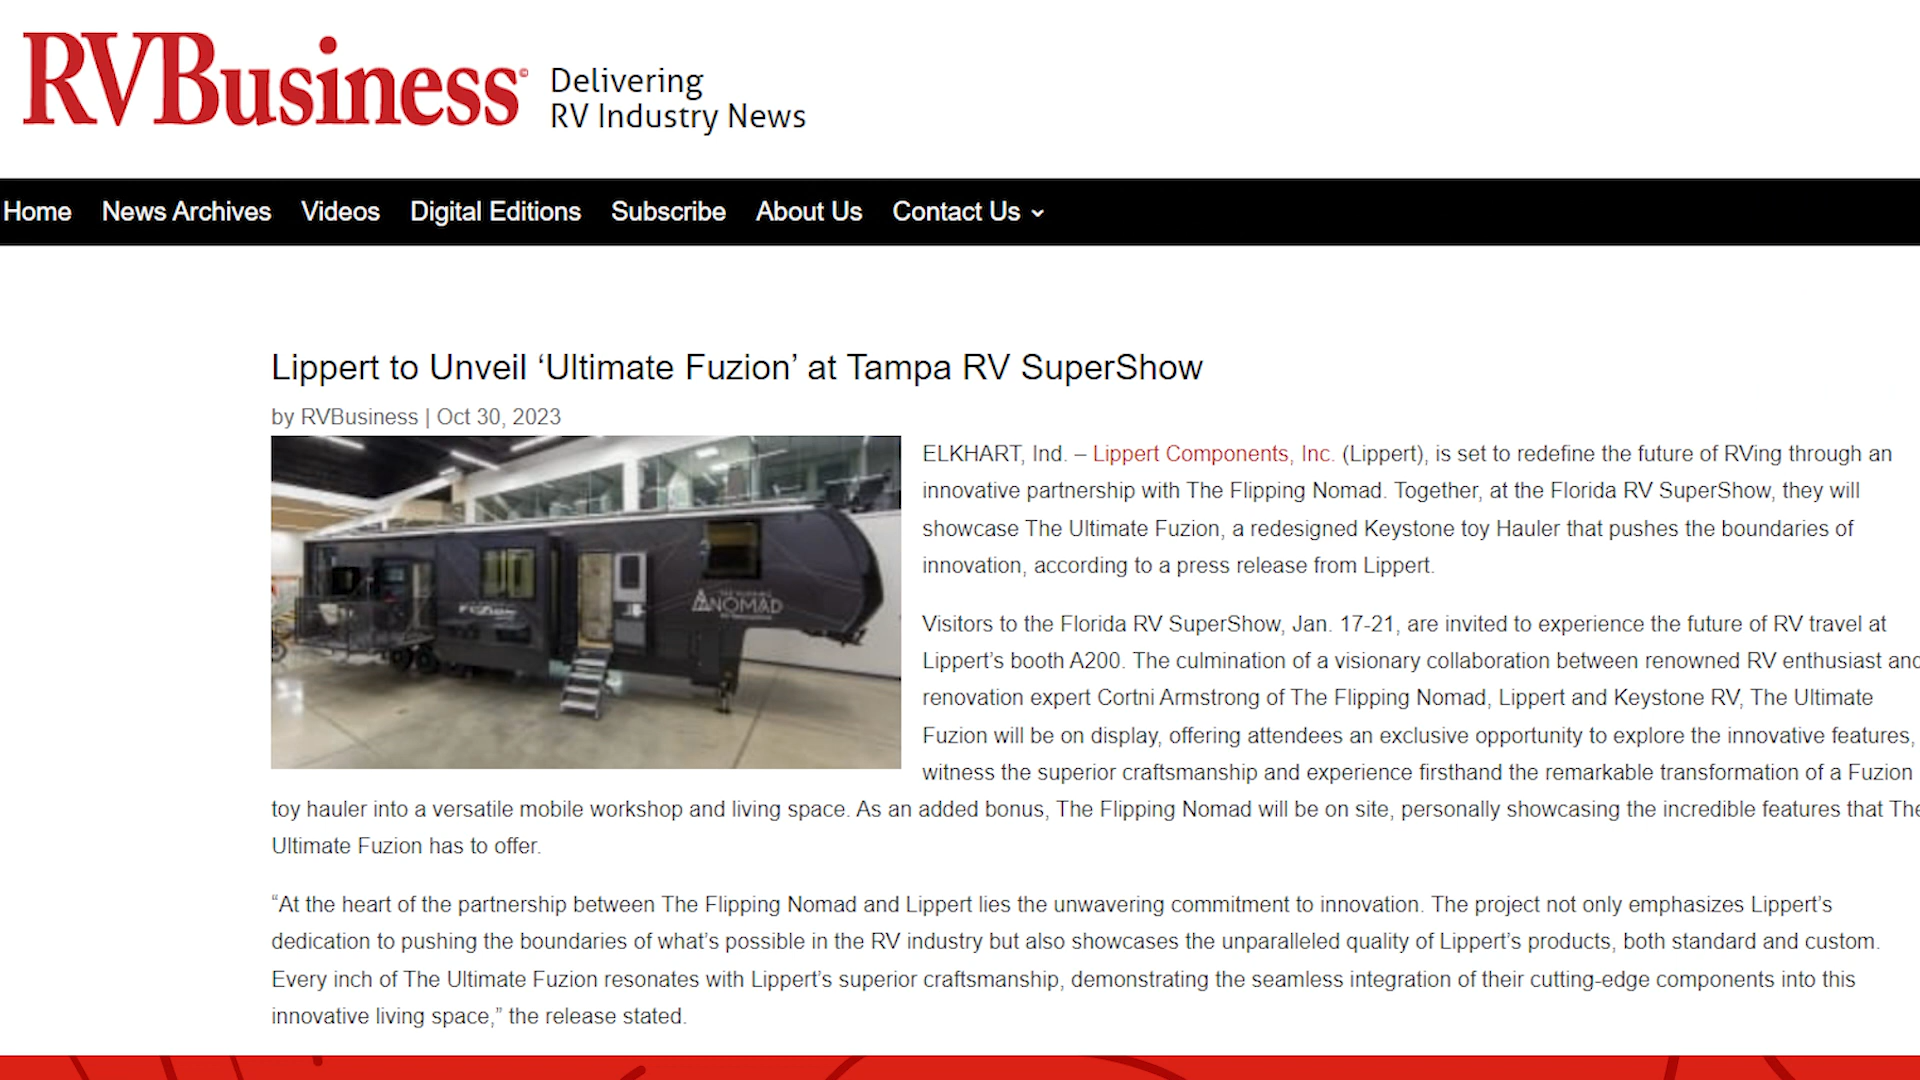 RVBusiness©
Delivering
RV Industry News
Home News Archives Videos Digital Editions Subscribe About Us Contact Us
Lippert to Unveil ‘Ultimate Fuzion’ at Tampa RV SuperShow
by RVBusiness | Oct 30, 2023
ELKHART, Ind. – Lippert Components, Inc. (Lippert), is set to redefine the future of RVing through an
innovative partnership with The Flipping Nomad. Together, at the Florida RV SuperShow, they will
showcase The Ultimate Fuzion, a redesigned Keystone toy Hauler that pushes the boundaries of
innovation, according to a press release from Lippert.
Visitors to the Florida RV SuperShow, Jan. 17-21, are invited to experience the future of RV travel at
Lippert’s booth A200. The culmination of a visionary collaboration between renowned RV enthusiast and
renovation expert Cortni Armstrong of The Flipping Nomad, Lippert and Keystone RV, The Ultimate
Fuzion will be on display, offering attendees an exclusive opportunity to explore the innovative features,
witness the superior craftsmanship and experience firsthand the remarkable transformation of a Fuzion
toy hauler into a versatile mobile workshop and living space. As an added bonus, The Flipping Nomad will be on site, personally showcasing the incredible features that The
Ultimate Fuzion has to offer.
“At the heart of the partnership between The Flipping Nomad and Lippert lies the unwavering commitment to innovation. The project not only emphasizes Lippert’s
dedication to pushing the boundaries of what’s possible in the RV industry but also showcases the unparalleled quality of Lippert’s products, both standard and custom.
Every inch of The Ultimate Fuzion resonates with Lippert’s superior craftsmanship, demonstrating the seamless integration of their cutting-edge components into this
innovative living space,” the release stated.
FUZION
NOMAD